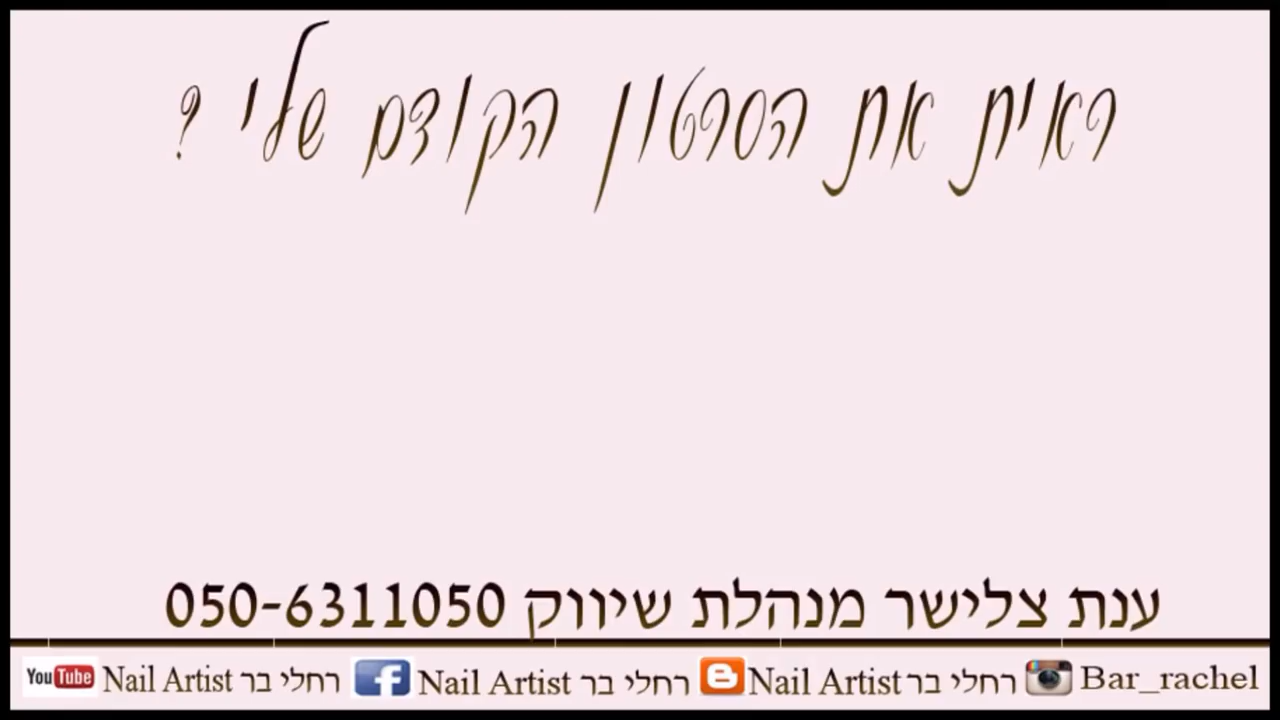 ראית את הסרטון הקודם שלי ?
ענת צלישר מנהלת שיווק 050-6311050
YouTube Nail Artist רחלי בר f Nail Artist רחלי בר Nail Artist רחלי בר Bar_rachel